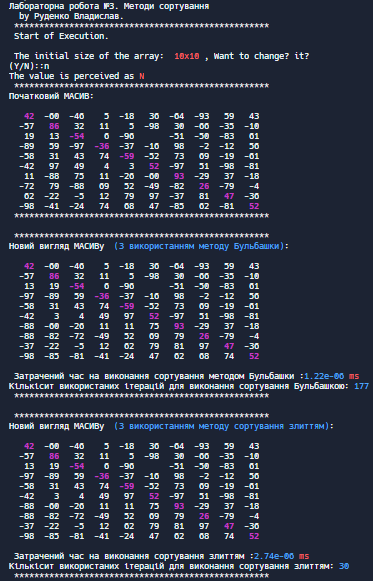 Лабораторна робота №3. Методи сортування
by Руденко Владислав.
**************************************************
Start of Execution.
The initial size of the array: 10x10 , Want to change? it?
(Y/N)::n
The value is perceived as N
**************************************************
Початковий МАСИВ:
42 -60 -46 5 -18 36 -64 -93 59 43
-57 86 32 11 5 -98 30 -66 -35 -10
19 13 -54 6 -96 -51 -50 -83 61
-89 59 -97 -36 -37 -16 98 -2 -12 56
-58 31 43 74 -59 -52 73 69 -19 -61
-42 97 49 4 3 52 -97 51 -98 -81
11 -88 75 11 -26 -60 93 -29 37 -18
-72 79 -88 69 52 -49 -82 26 -79 -4
62 -22 -5 12 79 97 -37 81 47 -36
-98 -41 -24 74 68 47 -85 62 -81 52
**************************************************
**************************************************
Новий вигляд МАСИВу (З використанням методу Бульбашки):
42 -60 -46 5 -18 36 -64 -93 59 43
-57 86 32 11 5 -98 30 -66 -35 -10
19 13 -54 6 -96 -51 -50 -83 61
-97 -89 59 -36 -37 -16 98 -2 -12 56
-58 31 43 74 -59 -52 73 69 -19 -61
-42 3 4 49 97 52 -97 51 -98 -81
-88 -60 -26 11 11 75 93 -29 37 -18
-88 -82 -72 -49 52 69 79 26 -79 -4
-37 -22 -5 12 62 79 81 97 47 -36
-98 -85 -81 -41 -24 47 62 68 74 52
Затрачений час на виконання сортування методом Бульбашки :1.22e-06 ms
Кількісит використаних ітерацій для виконання сортування Бульбашкою: 177
**************************************************
**************************************************
Новий вигляд МАСИВу (З використанням методу сортування злиттям):
42 -60 -46 5 -18 36 -64 -93 59 43
-57 86 32 11 5 -98 30 -66 -35 -10
19 13 -54 6 -96 -51 -50 -83 61
-97 -89 59 -36 -37 -16 98 -2 -12 56
-58 31 43 74 -59 -52 73 69 -19 -61
-42 3 4 49 97 52 -97 51 -98 -81
-88 -60 -26 11 11 75 93 -29 37 -18
-88 -82 -72 -49 52 69 79 26 -79 -4
-37 -22 -5 12 62 79 81 97 47 -36
-98 -85 -81 -41 -24 47 62 68 74 52
Затрачений час на виконання сортування злиттям :2.74e-06 ms
Кількісит використаних ітерацій для виконання сортування злиттям: 30
**************************************************